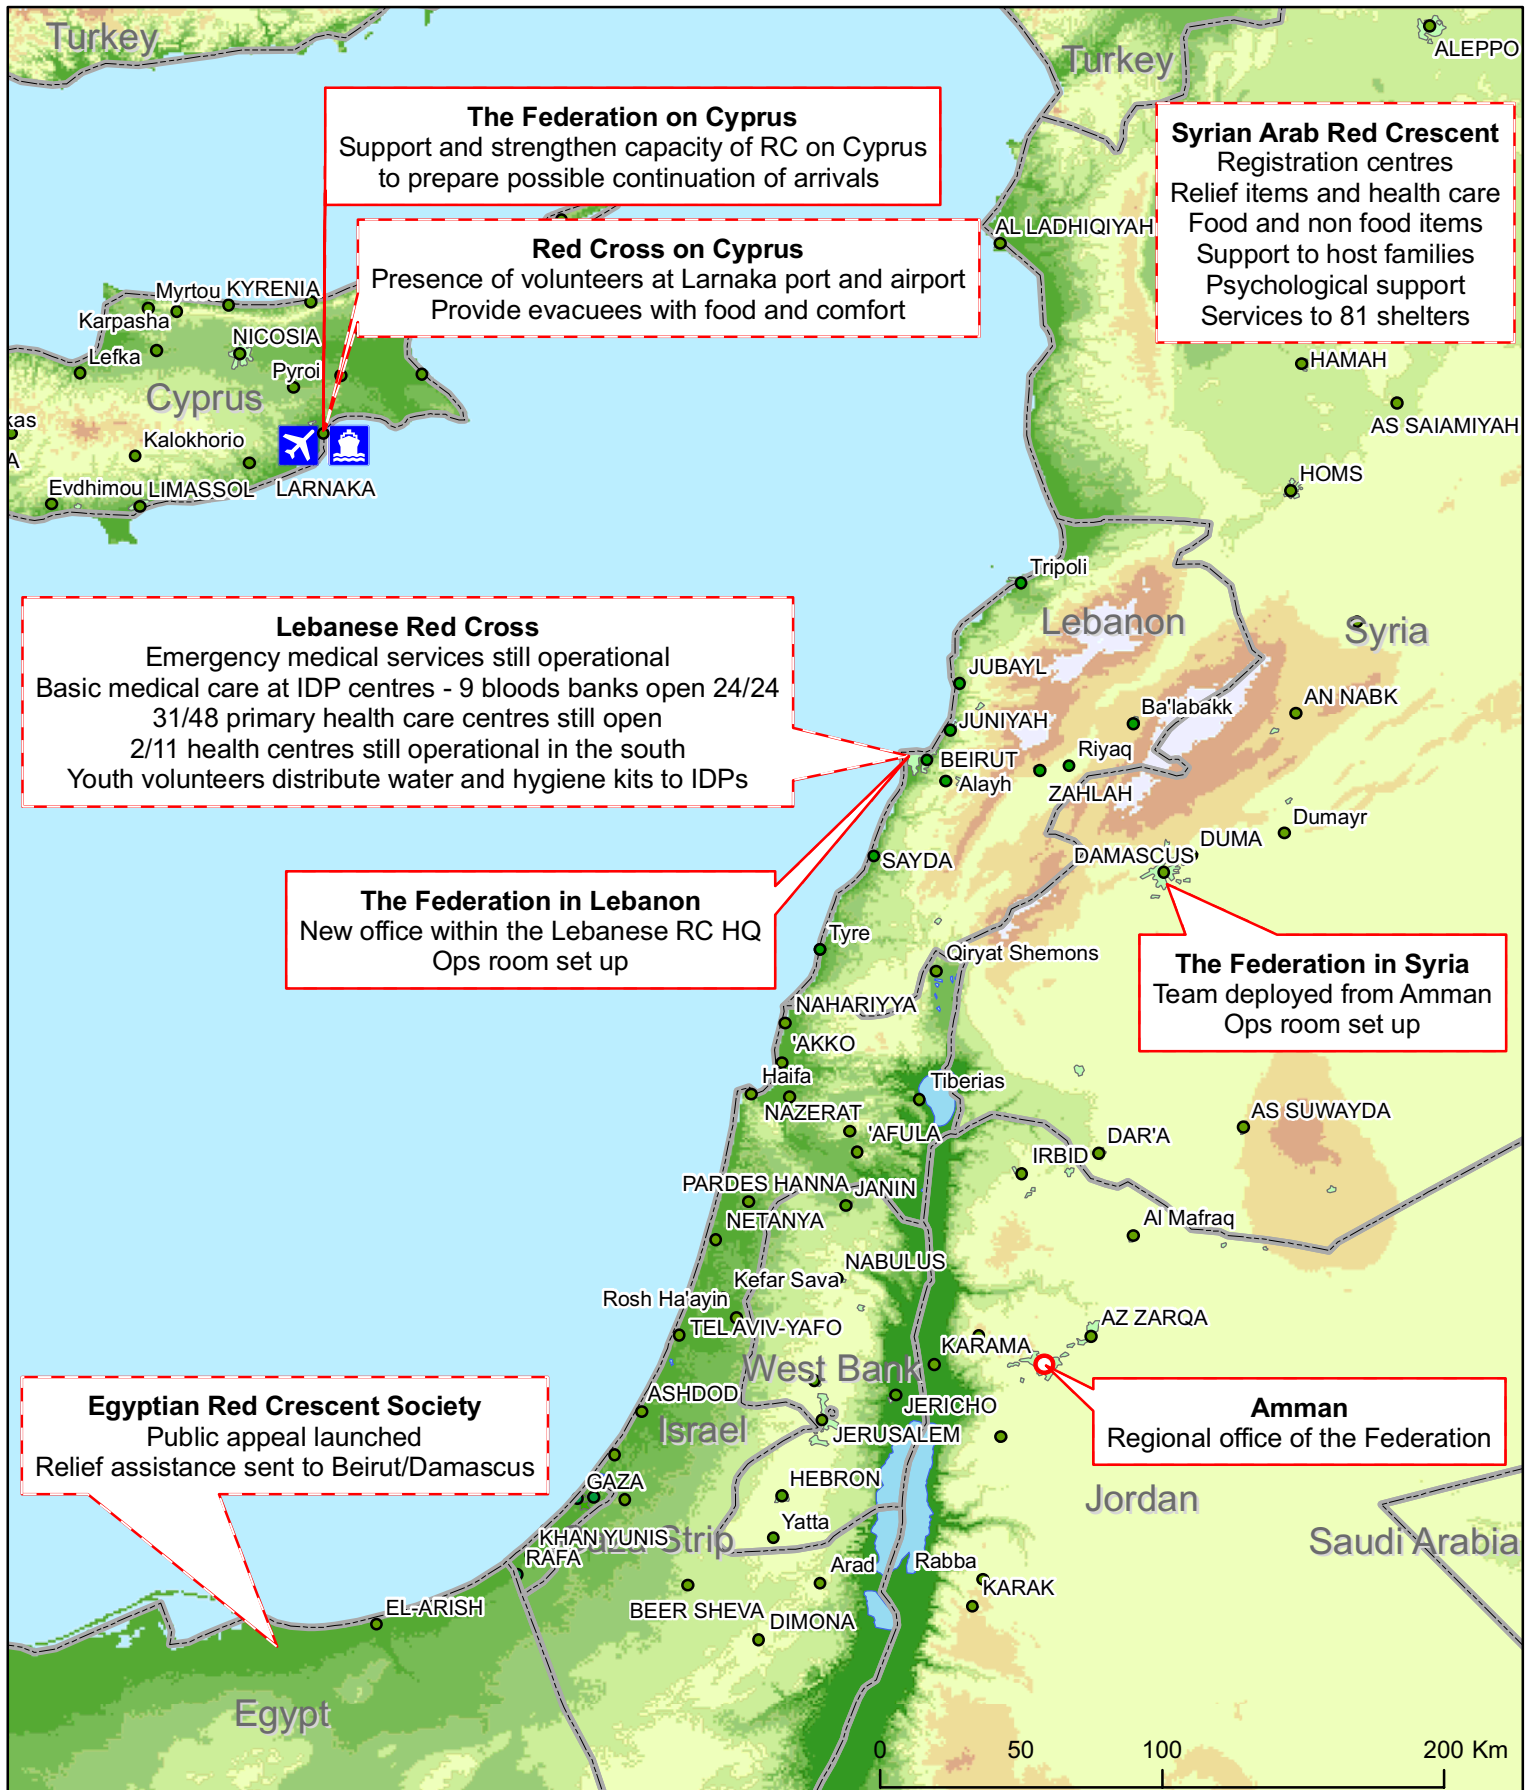 Turkey
Turkey
ALEPPO
The Federation on Cyprus
Support and strengthen capacity of RC on Cyprus
to prepare possible continuation of arrivals
Syrian Arab Red Crescent
Registration centres
Relief items and health care
Food and non food items
Support to host families
Psychological support
Services to 81 shelters
Red Cross on Cyprus
Presence of volunteers at Larnaka port and airport
Provide evacuees with food and comfort
AL LADHIQIYAH
Myrtou
KYRENIA
Karpasha
NICOSIA
Lefka
Pyroi
Cyprus
HAMAH
AS SAIAMIYAH
kas
A
Kalokhorio
Evdhimou
LIMASSOL
LARNAKA
HOMS
Tripoli
Lebanon
Syria
Lebanese Red Cross
Emergency medical services still operational
Basic medical care at IDP centres - 9 bloods banks open 24/24
31/48 primary health care centres still open
2/11 health centres still operational in the south
Youth volunteers distribute water and hygiene kits to IDPs
JUBAYL
JUNIYAH
Ba'labakk
AN NABK
BEIRUT
Riyaq
'Alayh
ZAHLAH
Dumayr
DUMA
DAMASCUS
SAYDA
The Federation in Lebanon
New office within the Lebanese RC HQ
Ops room set up
Tyre
Qiryat Shemons
The Federation in Syria
Team deployed from Amman
Ops room set up
NAHARIYYA
'AKKO
Haifa
Tiberias
NAZERAT
'AFULA
AS SUWAYDA
DAR'A
IRBID
PARDES HANNA
JANIN
NETANYA
Al Mafraq
NABULUS
Kefar Sava
Rosh Ha'ayin
TEL AVIV-YAFO
AZ ZARQA
KARAMA
West Bank
Egyptian Red Crescent Society
Public appeal launched
Relief assistance sent to Beirut/Damascus
ASHDOD
JERICHO
Israel
JERUSALEM
Amman
Regional office of the Federation
GAZA
HEBRON
Jordan
Yatta
KHAN YUNIS
Gaza Strip
Saudi Arabia
RAFA
Arad
Rabba
KARAK
EL-ARISH
BEER SHEVA
DIMONA
Egypt
0 50 100 200 Km